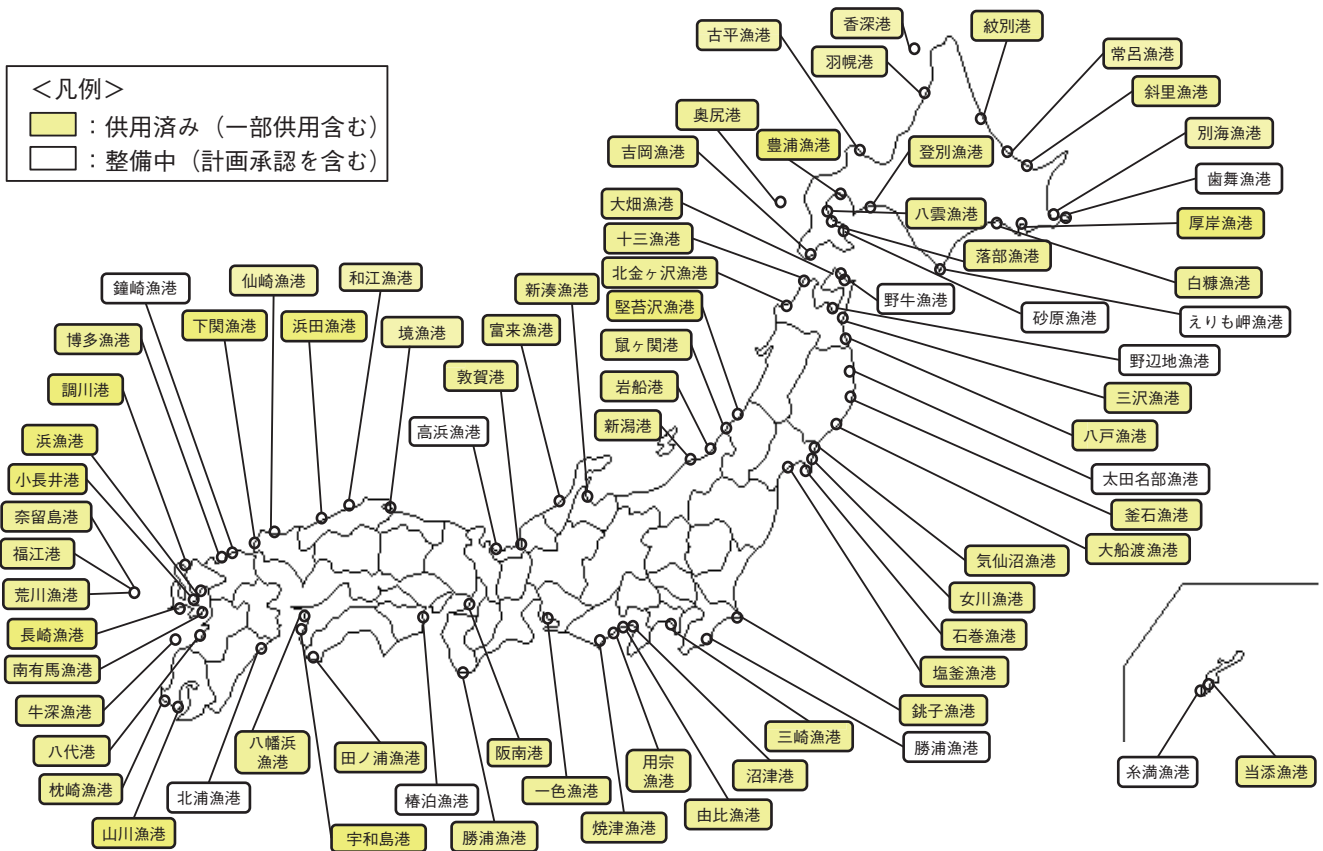 ＜凡例＞
：供用済み（一部供用含む）
：整備中（計画承認を含む）
香深港
紋別港
古平漁港
羽幌港
常呂漁港
斜里漁港
奥尻港
豊浦漁港
登別漁港
別海漁港
吉岡漁港
歯舞漁港
大畑漁港
八雲漁港
厚岸漁港
十三漁港
落部漁港
北金ヶ沢漁港
白糠漁港
野牛漁港
砂原漁港
えりも岬漁港
堅苔沢漁港
野辺地漁港
鼠ヶ関港
三沢漁港
岩船港
八戸漁港
新潟港
太田名部漁港
釜石漁港
大船渡漁港
気仙沼漁港
女川漁港
石巻漁港
塩釜漁港
銚子漁港
勝浦漁港
三崎漁港
沼津港
由比漁港
用宗
漁港
焼津漁港
一色漁港
新湊漁港
富来漁港
敦賀港
高浜漁港
境漁港
和江漁港
浜田漁港
仙崎漁港
下関漁港
鐘崎漁港
博多漁港
調川港
浜漁港
小長井港
奈留島港
福江港
荒川漁港
長崎漁港
南有馬漁港
牛深漁港
八代港
枕崎漁港
山川漁港
北浦漁港
八幡浜
漁港
宇和島港
田ノ浦漁港
椿泊漁港
勝浦漁港
阪南港
糸満漁港
当添漁港